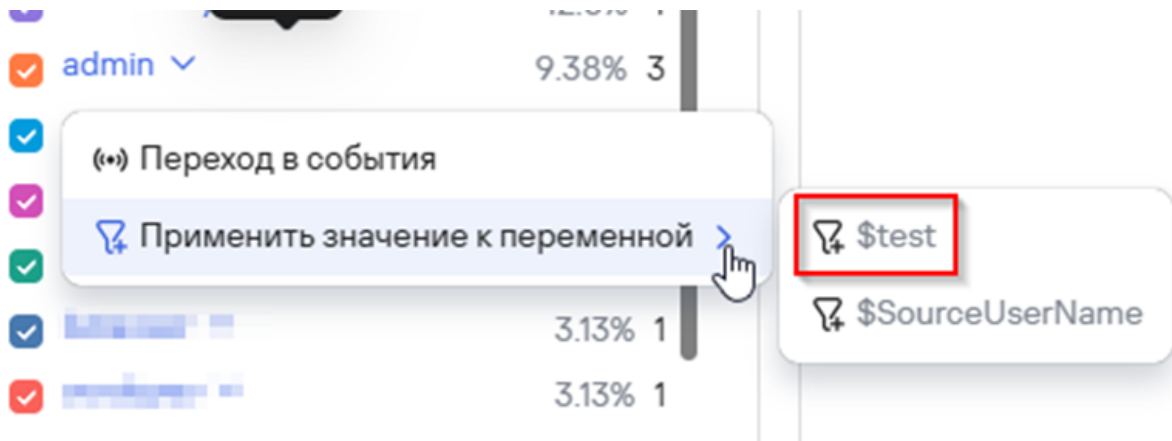 admin 9.38% 3
Переход в события
Применить значение к переменной
$test
$SourceUserName
3.13% 1
3.13% 1